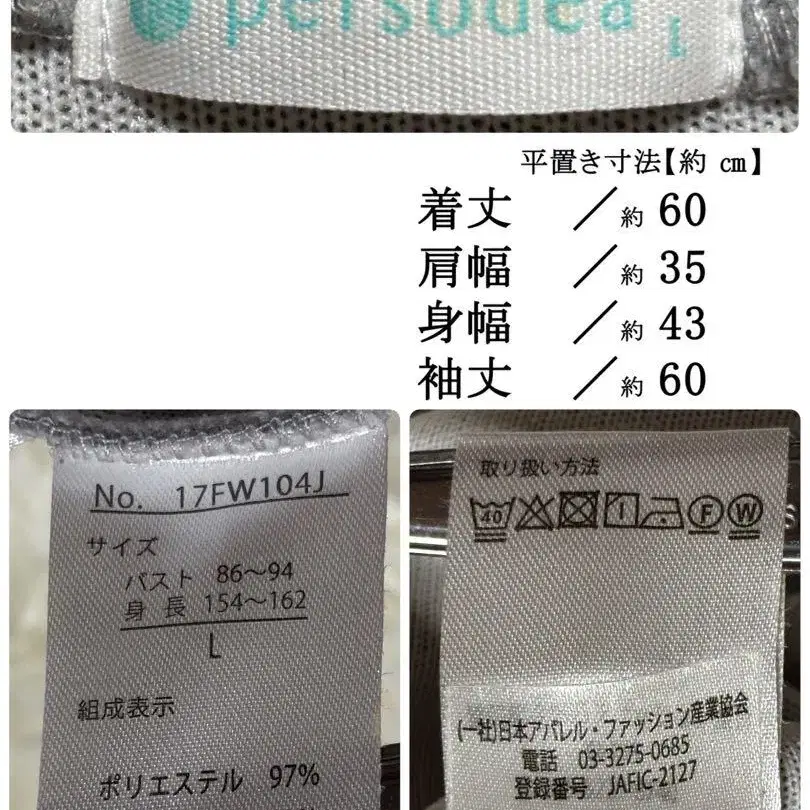 persodea L
平置き寸法【約 ㎝】
着丈 ／約 60
肩幅 ／約 35
身幅 ／約 43
袖丈 ／約 60
No. 17FW104J
サイズ
バスト 86～94
身長 154～162
L
組成表示
ポリエステル 97%
取り扱い方法
40 F W
(一社)日本アパレル・ファッション産業協会
電話 03-3275-0685
登録番号 JAFIC-2127